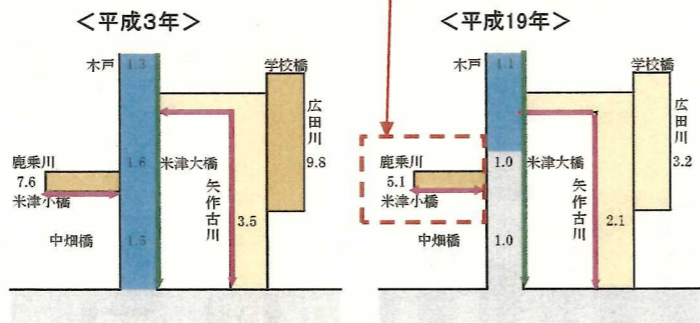 ＜平成3年＞
木戸
1.3
学校橋
広田川
9.8
鹿乗川
7.6
1.6
米津大橋
米津小橋
矢作古川
3.5
中畑橋
1.5
＜平成19年＞
木戸
1.1
学校橋
広田川
3.2
鹿乗川
5.1
1.0
米津大橋
米津小橋
矢作古川
2.1
中畑橋
1.0